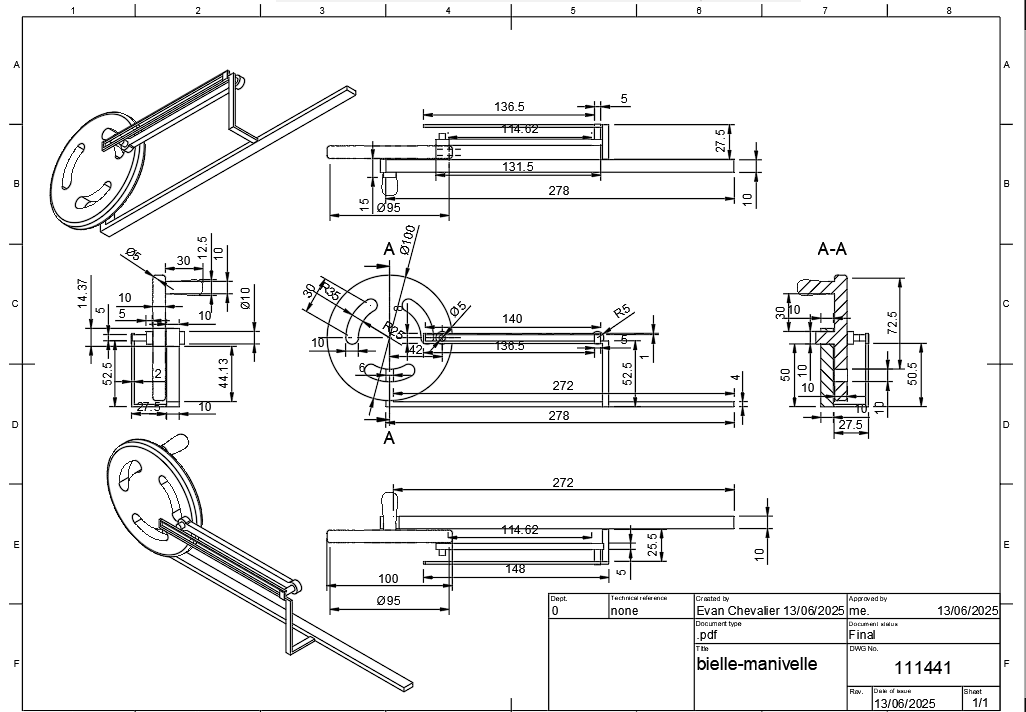 1 2 3 4 5 6 7 8
A A
136.5 5
114.62
27.5
B B
131.5
278
15 10
Ø95
Ø100
A A-A
Ø5 30 12.5 10
C C
14.37 10 5 5 10 Ø10
30 R35 R25 8 Ø5 R5
140
10 42 136.5 5 1
30 10 10 72.5
52.5 2 44.13
6 52.5 272 4
50 10 10 50.5
27.5 10
278
10 10
27.5
D D
A
272
E E
114.62
25.5 10
148 5
100
Ø95
F F
Dept. Technical reference Created by Approved by
0 none Evan Chevalier 13/06/2025 me. 13/06/2025
Document type Document status
.pdf Final
Title DWG No.
bielle-manivelle 111441
Rev. Date of issue Sheet
13/06/2025 1/1